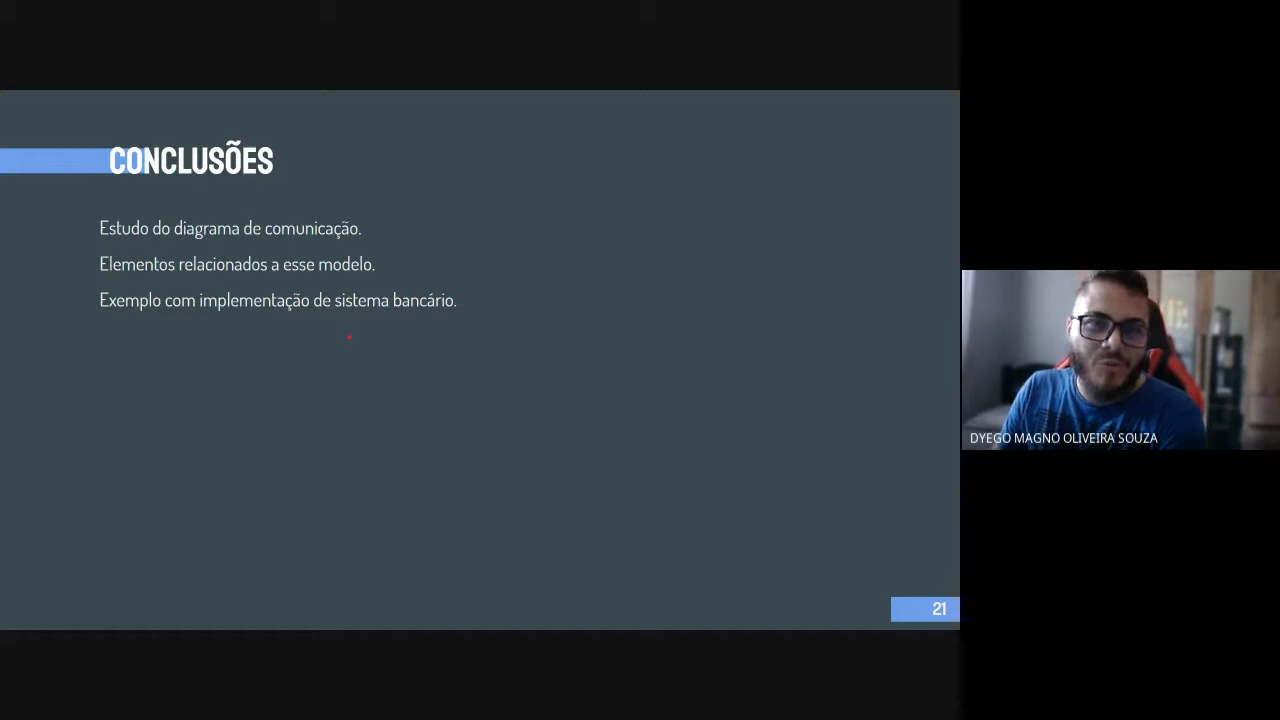 CONCLUSÕES
Estudo do diagrama de comunicação.
Elementos relacionados a esse modelo.
Exemplo com implementação de sistema bancário.
21
DYEGO MAGNO OLIVEIRA SOUZA